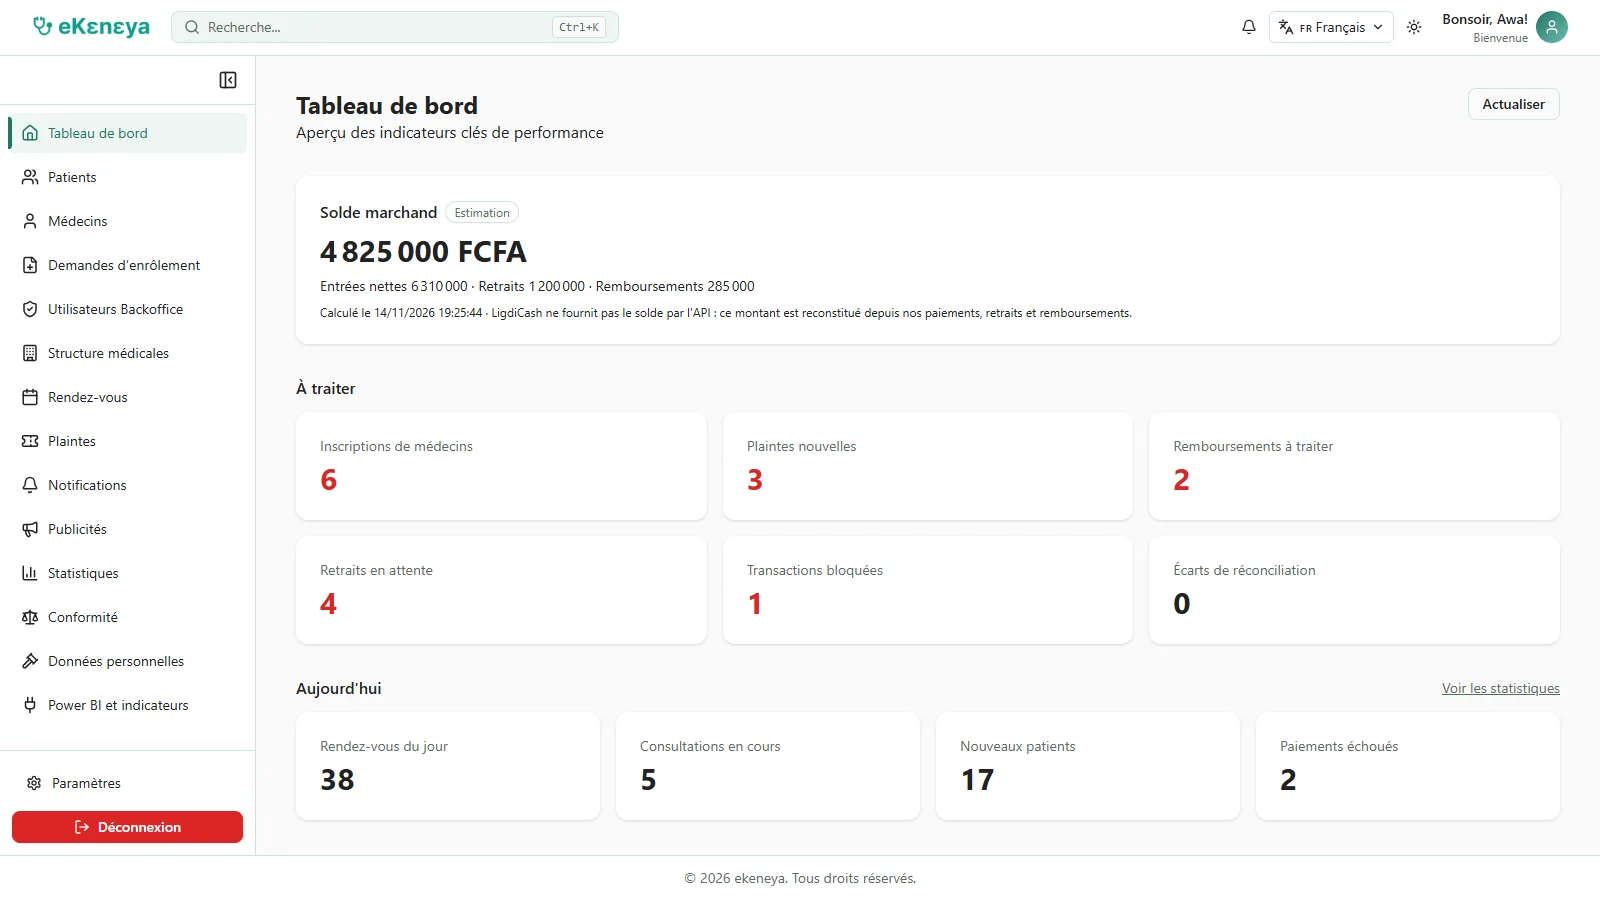 eKεnεya
Recherche...
Ctrl+K
FR Français
Bonsoir, Awa!
Bienvenue
Tableau de bord
Patients
Médecins
Demandes d’enrôlement
Utilisateurs Backoffice
Structure médicales
Rendez-vous
Plaintes
Notifications
Publicités
Statistiques
Conformité
Données personnelles
Power BI et indicateurs
Paramètres
Déconnexion
Tableau de bord
Aperçu des indicateurs clés de performance
Actualiser
Solde marchand Estimation
4 825 000 FCFA
Entrées nettes 6 310 000 · Retraits 1 200 000 · Remboursements 285 000
Calculé le 14/11/2026 19:25:44 · LigdiCash ne fournit pas le solde par l'API : ce montant est reconstitué depuis nos paiements, retraits et remboursements.
À traiter
Inscriptions de médecins
6
Plaintes nouvelles
3
Remboursements à traiter
2
Retraits en attente
4
Transactions bloquées
1
Écarts de réconciliation
0
Aujourd'hui
Voir les statistiques
Rendez-vous du jour
38
Consultations en cours
5
Nouveaux patients
17
Paiements échoués
2
© 2026 ekeneya. Tous droits réservés.